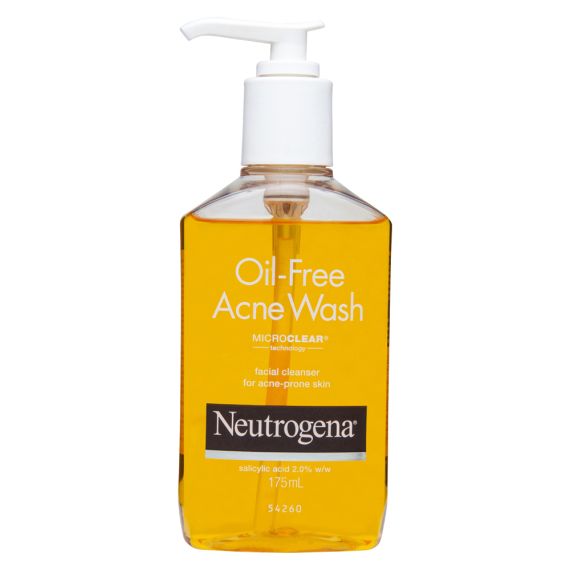 Oil-Free
Acne Wash
MICROCLEAR®
technology
facial cleanser
for acne-prone skin
Neutrogena®
salicylic acid 2.0% w/w
175mL
54260